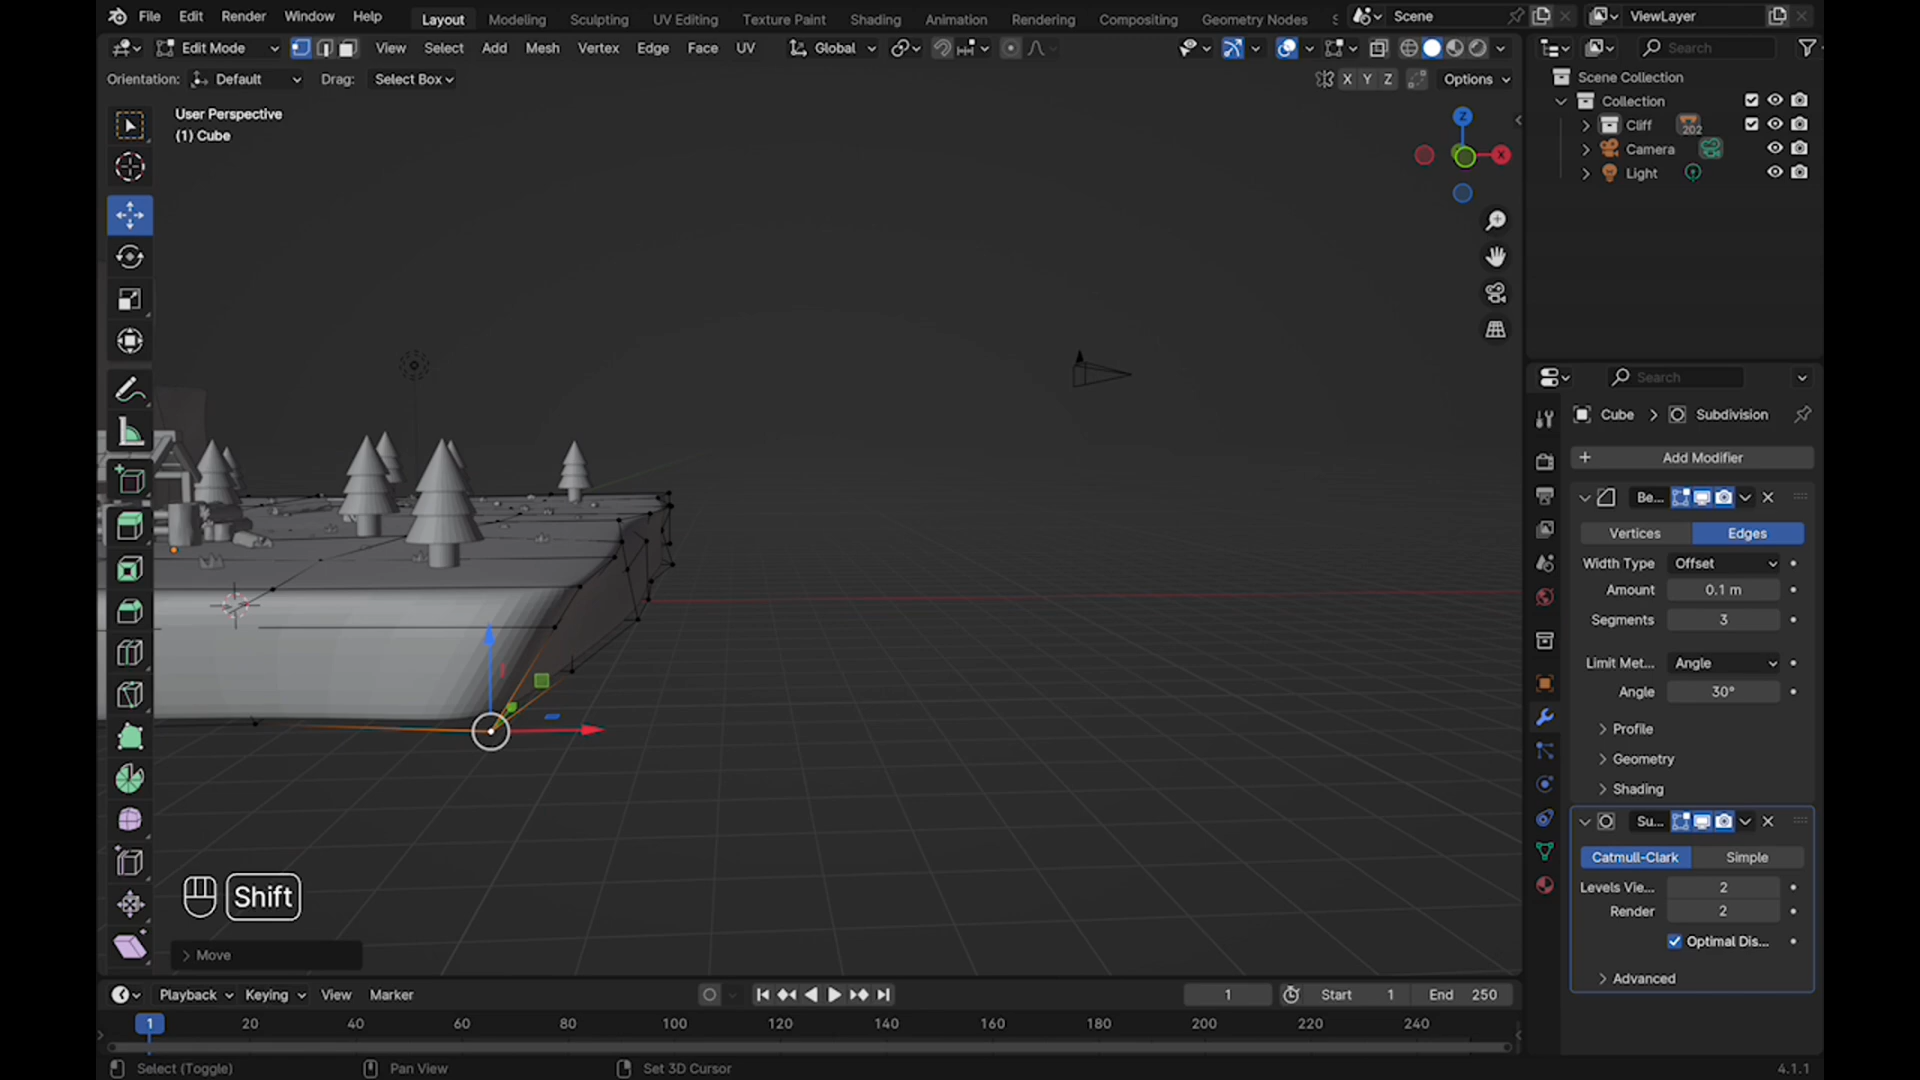 File Edit Render Window Help Layout Modeling Sculpting UV Editing Texture Paint Shading Animation Rendering Compositing Geometry Nodes S Scene ViewLayer
Edit Mode View Select Add Mesh Vertex Edge Face UV Global Search
Orientation: Default Drag: Select Box X Y Z Options
Scene Collection
Collection
Cliff 202
Camera
Light
User Perspective
(1) Cube
Z
X
Search
Cube > Subdivision
Add Modifier
Be...
Vertices Edges
Width Type Offset
Amount 0.1 m
Segments 3
Limit Met... Angle
Angle 30°
Profile
Geometry
Shading
Su...
Catmull-Clark Simple
Levels Vie... 2
Render 2
Optimal Dis...
Advanced
Shift
Move
Playback Keying View Marker 1 Start 1 End 250
1 20 40 60 80 100 120 140 160 180 200 220 240
Select (Toggle) Pan View Set 3D Cursor 4.1.1